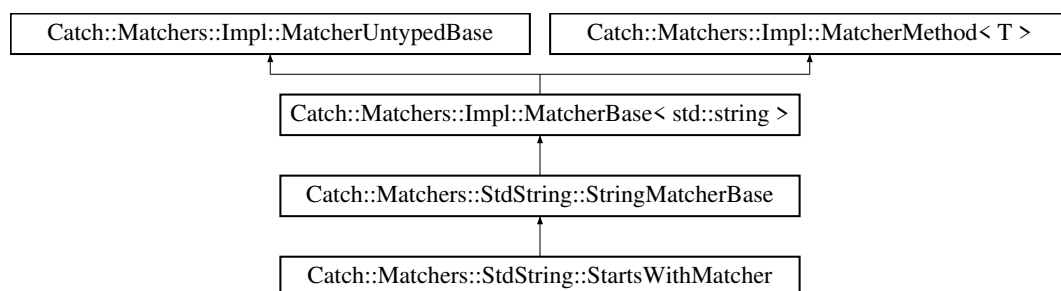 Catch::Matchers::Impl::MatcherUntypedBase
Catch::Matchers::Impl::MatcherMethod< T >
Catch::Matchers::Impl::MatcherBase< std::string >
Catch::Matchers::StdString::StringMatcherBase
Catch::Matchers::StdString::StartsWithMatcher